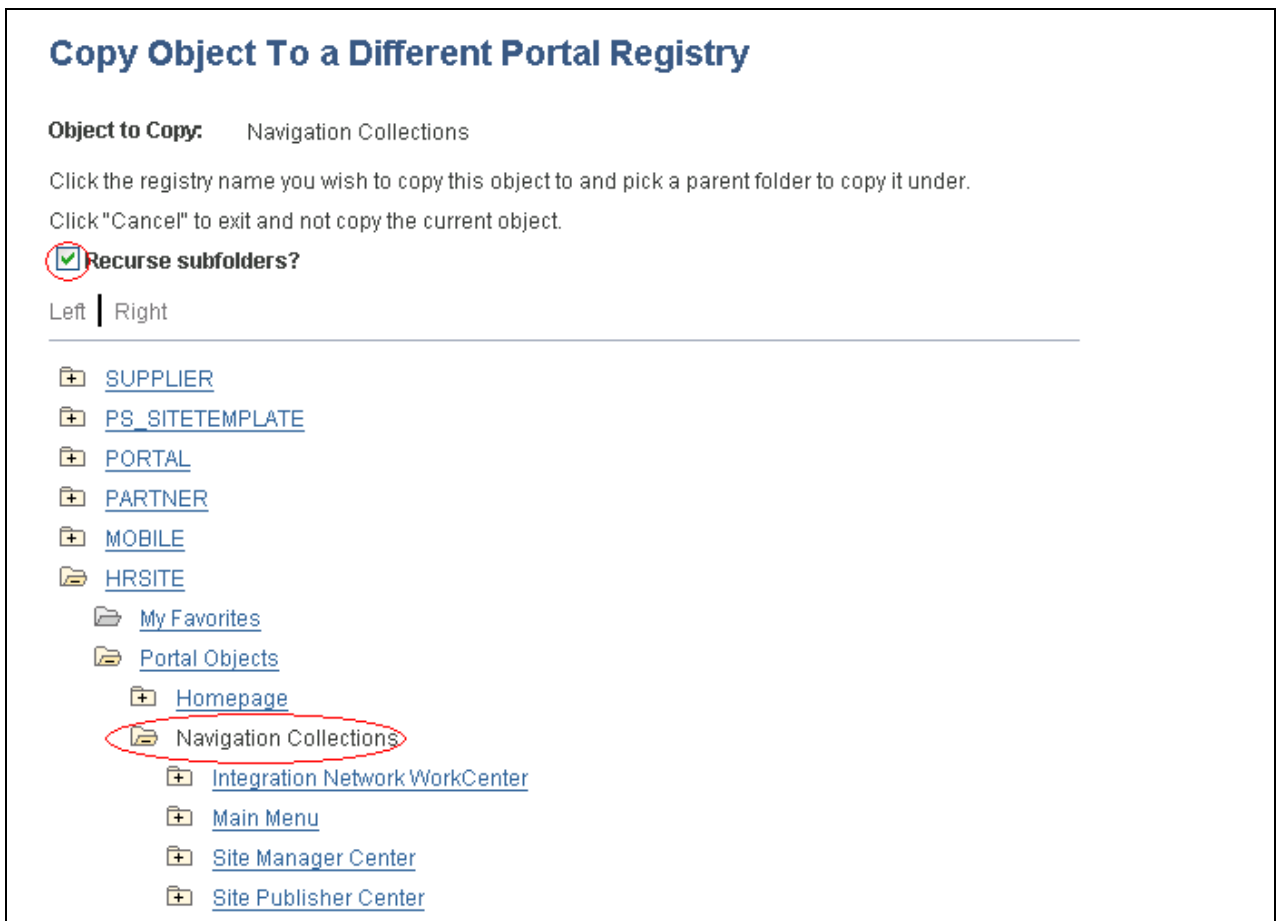 Copy Object To a Different Portal Registry
Object to Copy: Navigation Collections
Click the registry name you wish to copy this object to and pick a parent folder to copy it under.
Click "Cancel" to exit and not copy the current object.
Recurse subfolders?
Left | Right
SUPPLIER
PS_SITETEMPLATE
PORTAL
PARTNER
MOBILE
HRSITE
My Favorites
Portal Objects
Homepage
Navigation Collections
Integration Network WorkCenter
Main Menu
Site Manager Center
Site Publisher Center